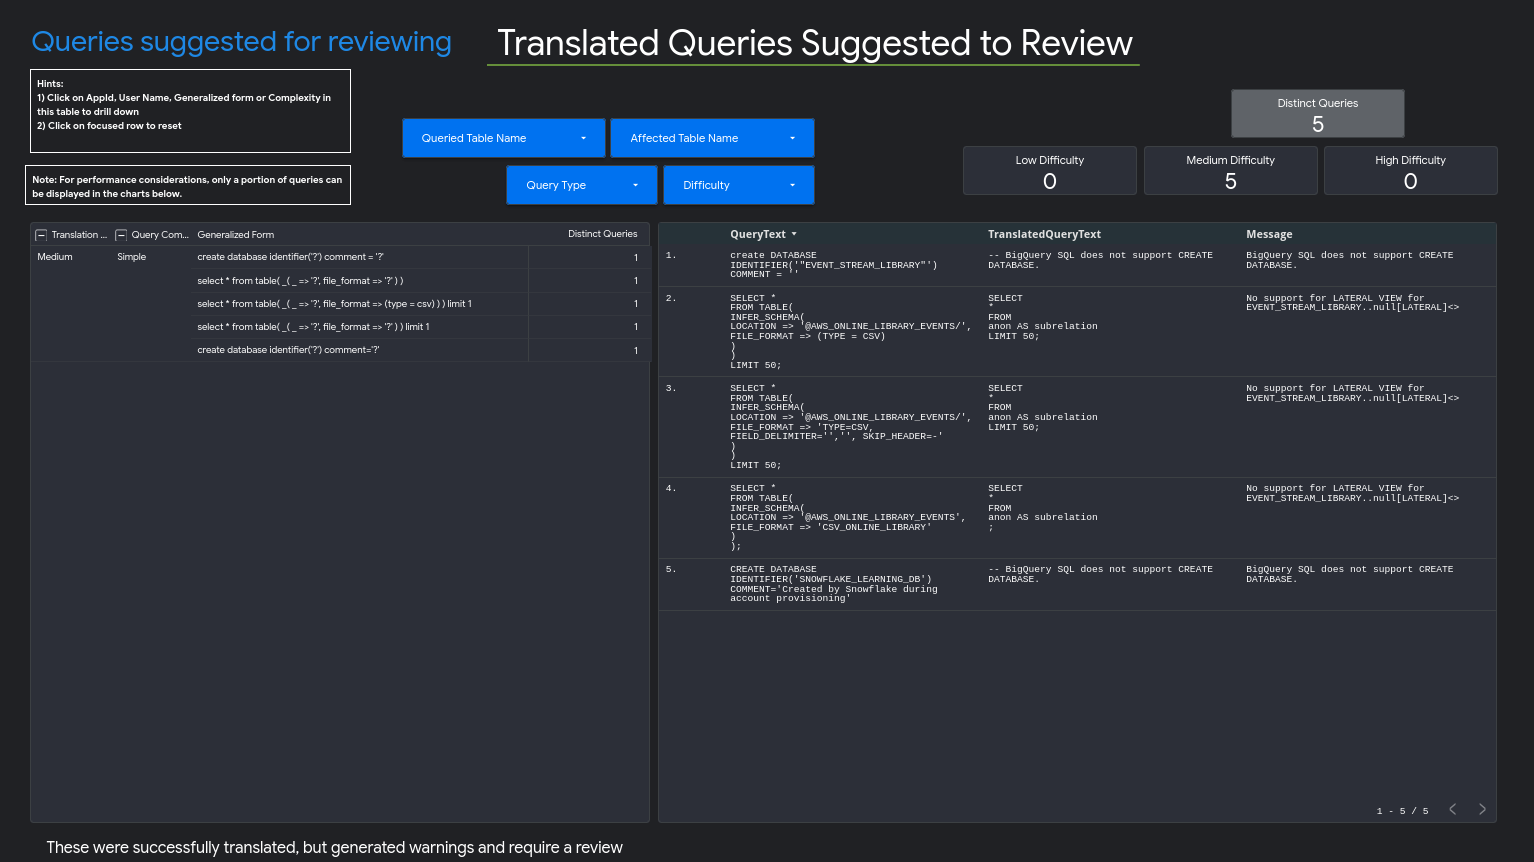 Queries suggested for reviewing
Translated Queries Suggested to Review
Hints:
1) Click on AppId, User Name, Generalized form or Complexity in
this table to drill down
2) Click on focused row to reset
Note: For performance considerations, only a portion of queries can
be displayed in the charts below.
Queried Table Name
Affected Table Name
Query Type
Difficulty
Distinct Queries
5
Low Difficulty
0
Medium Difficulty
5
High Difficulty
0
Translation ... Query Com... Generalized Form Distinct Queries
Medium Simple create database identifier('?') comment = '?' 1
select * from table( _( _ => '?', file_format => '?' ) ) 1
select * from table( _( _ => '?', file_format => (type = csv) ) ) limit 1 1
select * from table( _( _ => '?', file_format => '?' ) ) limit 1 1
create database identifier('?') comment='?' 1
QueryText TranslatedQueryText Message
1.
create DATABASE
IDENTIFIER('"EVENT_STREAM_LIBRARY"')
COMMENT = ''
-- BigQuery SQL does not support CREATE
DATABASE.
BigQuery SQL does not support CREATE
DATABASE.
2.
SELECT *
FROM TABLE(
INFER_SCHEMA(
LOCATION => '@AWS_ONLINE_LIBRARY_EVENTS/',
FILE_FORMAT => (TYPE = CSV)
)
)
LIMIT 50;
SELECT
*
FROM
anon AS subrelation
LIMIT 50;
No support for LATERAL VIEW for
EVENT_STREAM_LIBRARY..null[LATERAL]<>
3.
SELECT *
FROM TABLE(
INFER_SCHEMA(
LOCATION => '@AWS_ONLINE_LIBRARY_EVENTS/',
FILE_FORMAT => 'TYPE=CSV,
FIELD_DELIMITER='','', SKIP_HEADER=-'
)
)
LIMIT 50;
SELECT
*
FROM
anon AS subrelation
LIMIT 50;
No support for LATERAL VIEW for
EVENT_STREAM_LIBRARY..null[LATERAL]<>
4.
SELECT *
FROM TABLE(
INFER_SCHEMA(
LOCATION => '@AWS_ONLINE_LIBRARY_EVENTS',
FILE_FORMAT => 'CSV_ONLINE_LIBRARY'
)
);
SELECT
*
FROM
anon AS subrelation
;
No support for LATERAL VIEW for
EVENT_STREAM_LIBRARY..null[LATERAL]<>
5.
CREATE DATABASE
IDENTIFIER('SNOWFLAKE_LEARNING_DB')
COMMENT='Created by Snowflake during
account provisioning'
-- BigQuery SQL does not support CREATE
DATABASE.
BigQuery SQL does not support CREATE
DATABASE.
1 - 5 / 5
These were successfully translated, but generated warnings and require a review